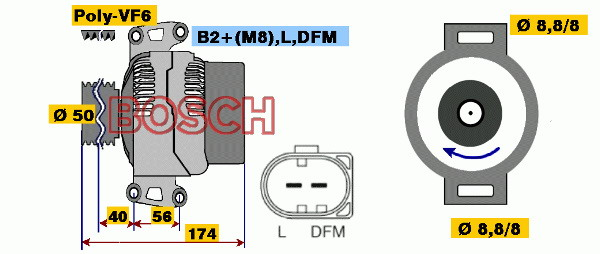 Poly-VF6
B2+(M8),L,DFM
Ø 8,8/8
Ø 50
BOSCH
L DFM
40 56
174
Ø 8,8/8